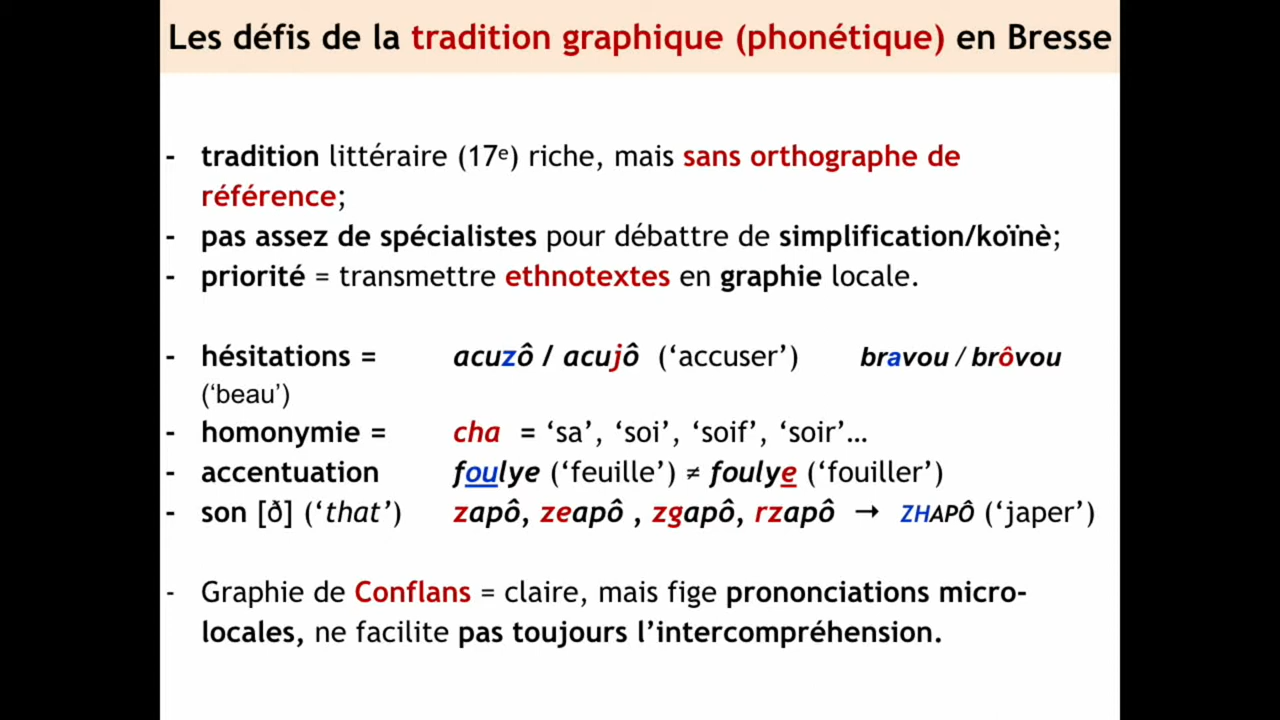 Les défis de la tradition graphique (phonétique) en Bresse
- tradition littéraire (17e) riche, mais sans orthographe de
référence;
- pas assez de spécialistes pour débattre de simplification/koïnè;
- priorité = transmettre ethnotextes en graphie locale.
- hésitations = acuzô / acujô (‘accuser’) bravou / brôvou
(‘beau’)
- homonymie = cha = ‘sa’, ‘soi’, ‘soif’, ‘soir’…
- accentuation foulye (‘feuille’) ≠ foulye (‘fouiller’)
- son [ð] (‘that’) zapô, zeapô , zgapô, rzapô → ZHAPÔ (‘japer’)
- Graphie de Conflans = claire, mais fige prononciations micro-
locales, ne facilite pas toujours l’intercompréhension.